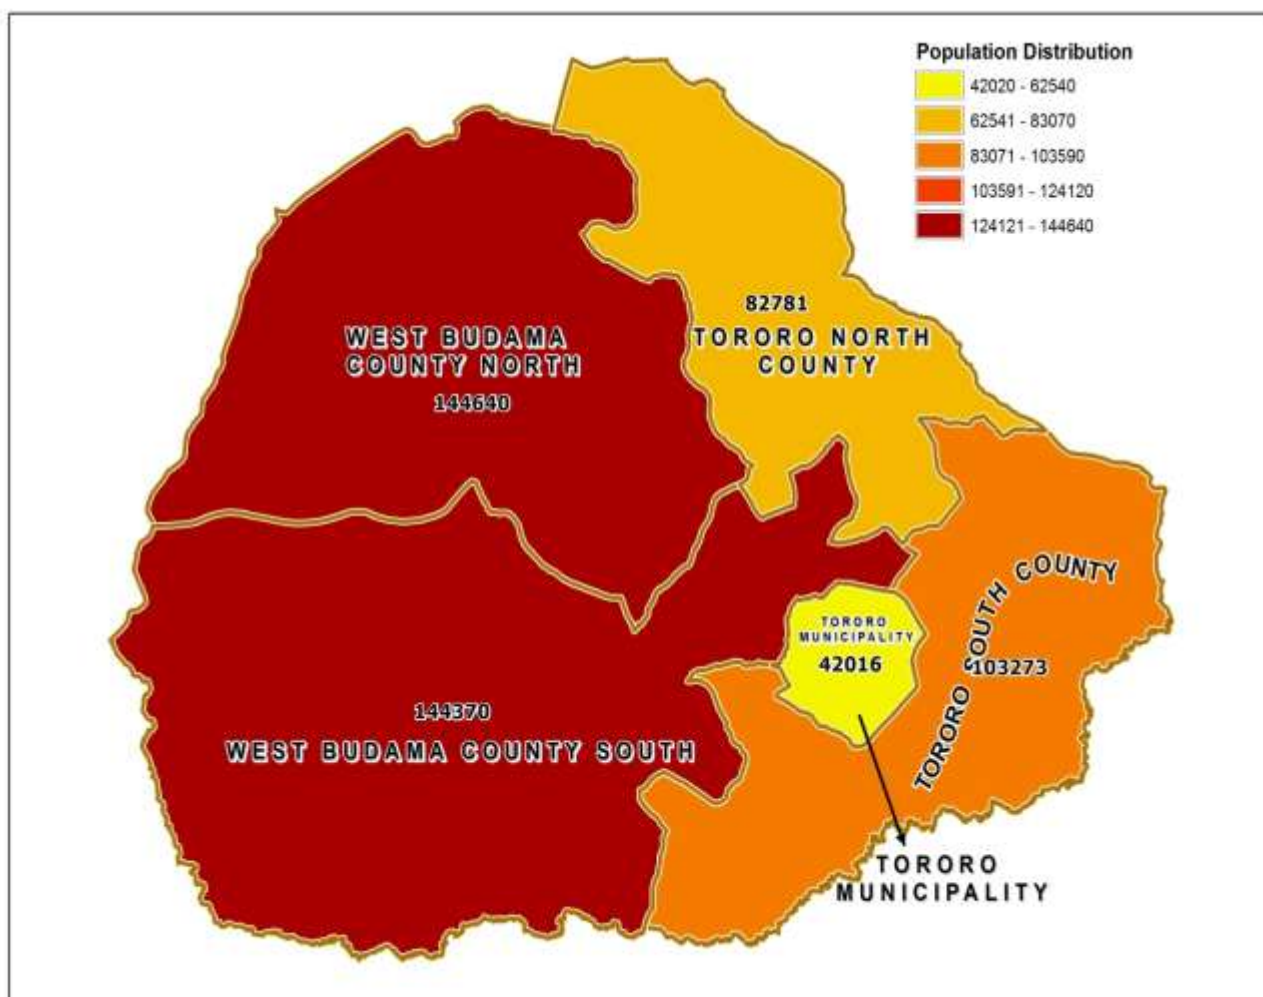 Population Distribution
42020 - 62540
62541 - 83070
83071 - 103590
103591 - 124120
124121 - 144640
82781
TORORO NORTH
COUNTY
WEST BUDAMA
COUNTY NORTH
144640
TORORO SOUTH COUNTY
103273
TORORO
MUNICIPALITY
42016
144370
WEST BUDAMA COUNTY SOUTH
TORORO
MUNICIPALITY